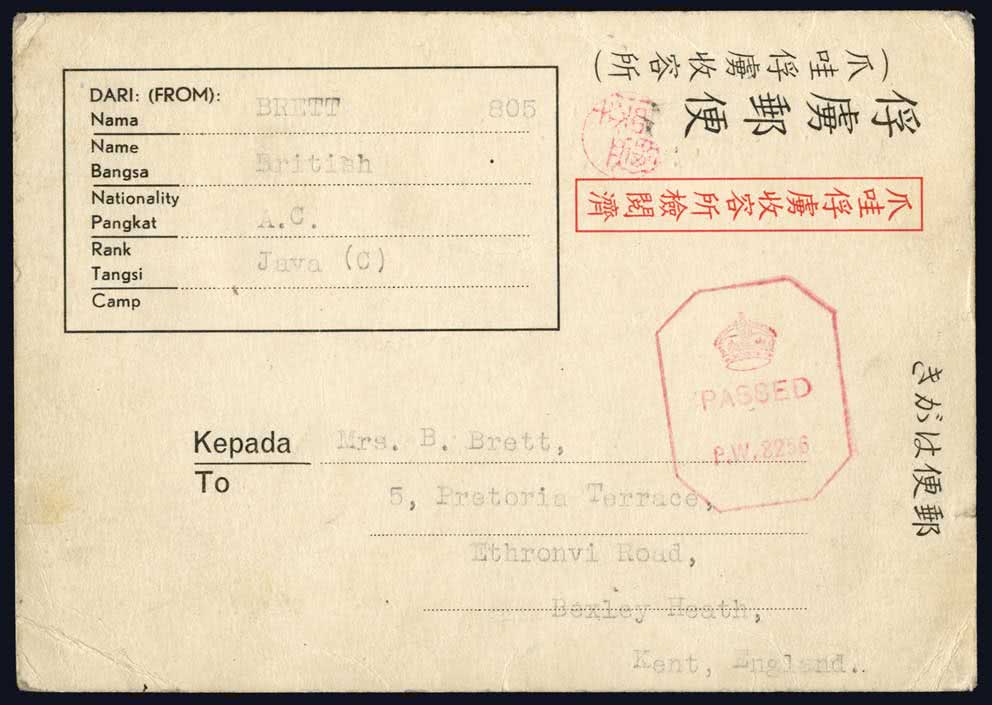 DARI: (FROM):
Nama BRETT 805
Name
Bangsa British
Nationality
Pangkat A.C.
Rank
Tangsi Java (C)
Camp
(爪哇俘虜收容所)
俘虜郵便
爪哇俘虜收容所檢閱濟
PASSED
P.W. 8256
きがは便郵
Kepada Mrs. B. Brett,
To
5, Pretoria Terrace,
Ethronvi Road,
Bexley Heath,
Kent, England.